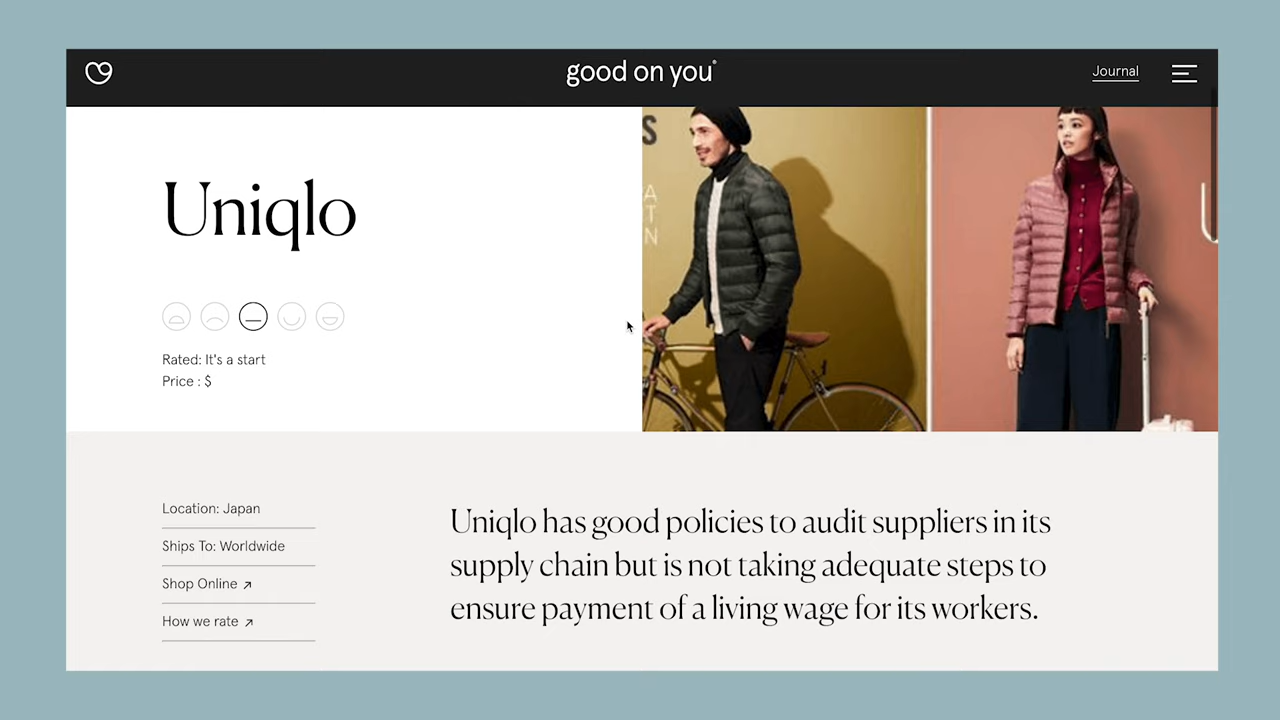 good on you®
Journal
Uniqlo
Rated: It's a start
Price : $
S
A
T
N
U
Location: Japan
Ships To: Worldwide
Shop Online ↗
How we rate ↗
Uniqlo has good policies to audit suppliers in its
supply chain but is not taking adequate steps to
ensure payment of a living wage for its workers.